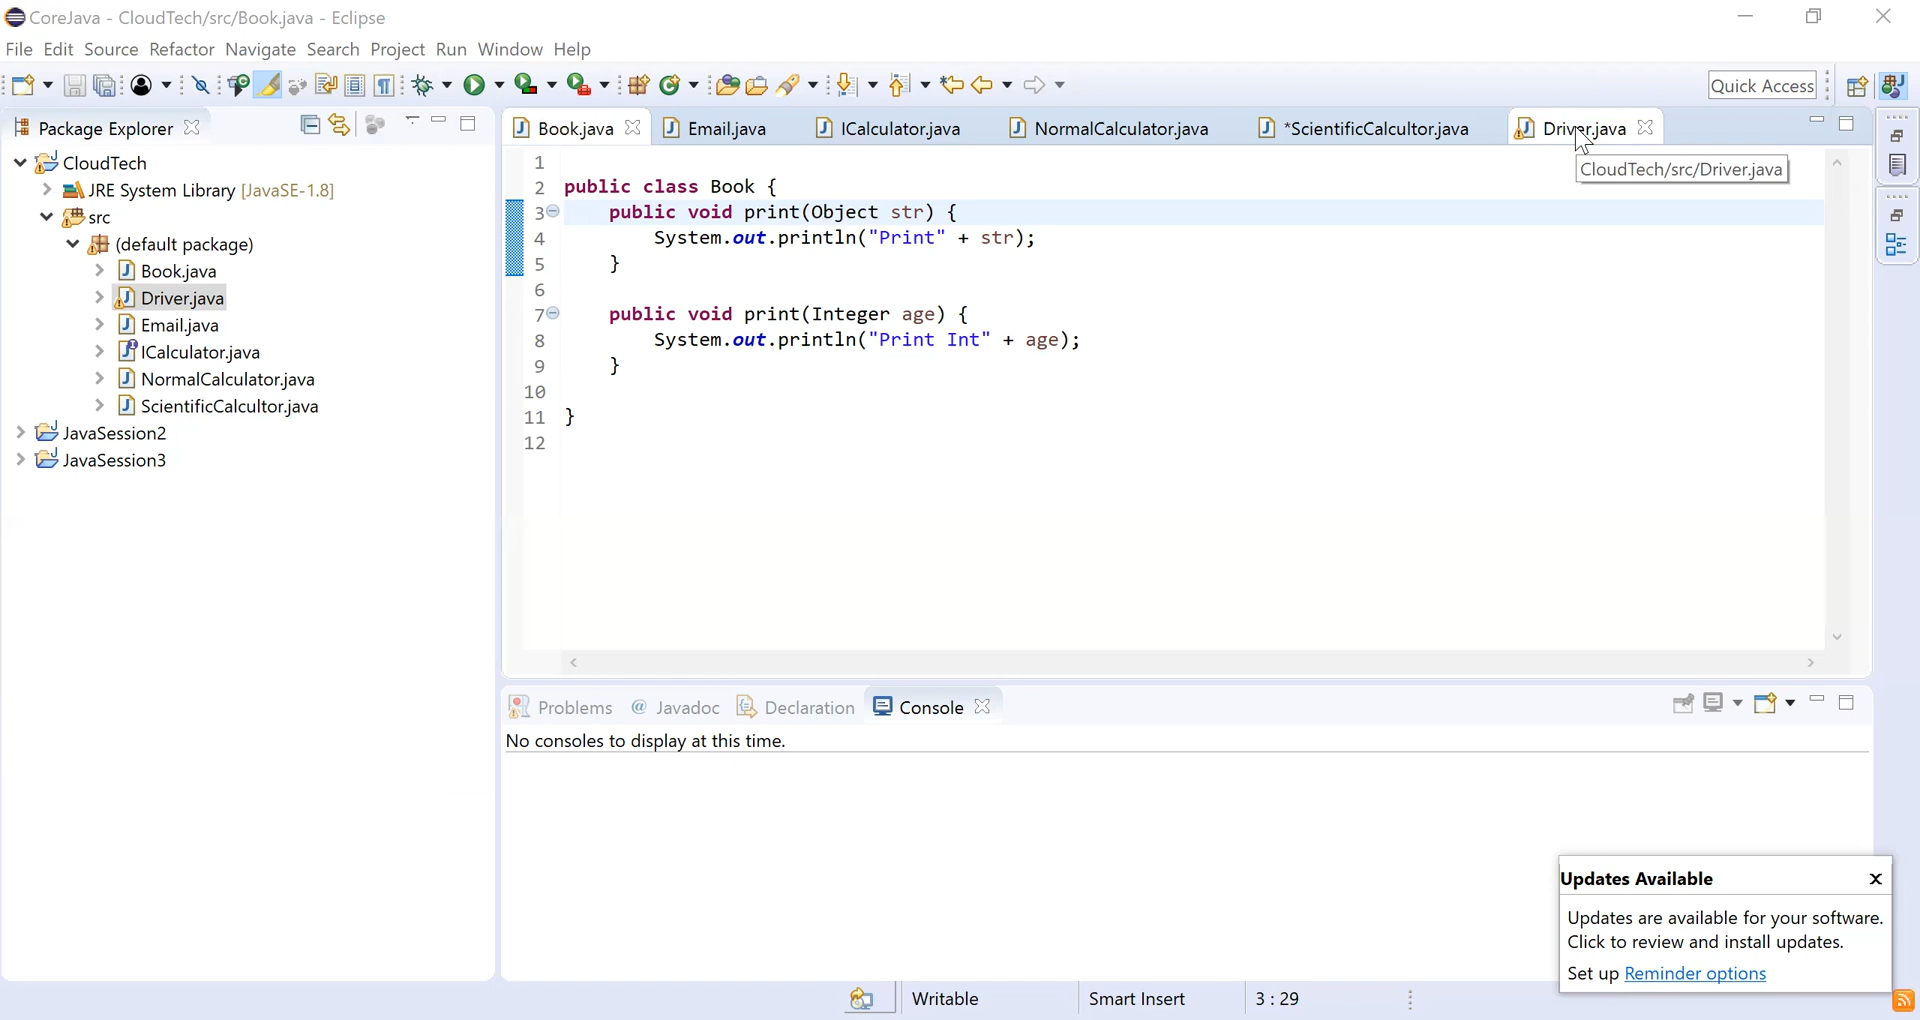 CoreJava - CloudTech/src/Book.java - Eclipse
File Edit Source Refactor Navigate Search Project Run Window Help
Quick Access
Package Explorer
CloudTech
JRE System Library [JavaSE-1.8]
src
(default package)
Book.java
Driver.java
Email.java
ICalculator.java
NormalCalculator.java
ScientificCalcultor.java
JavaSession2
JavaSession3
Book.java Email.java ICalculator.java NormalCalculator.java *ScientificCalcultor.java Driver.java
CloudTech/src/Driver.java
1
2 public class Book {
3 public void print(Object str) {
4 System.out.println("Print" + str);
5 }
6
7 public void print(Integer age) {
8 System.out.println("Print Int" + age);
9 }
10
11 }
12
Problems @ Javadoc Declaration Console
No consoles to display at this time.
Updates Available
Updates are available for your software.
Click to review and install updates.
Set up Reminder options
Writable Smart Insert 3 : 29